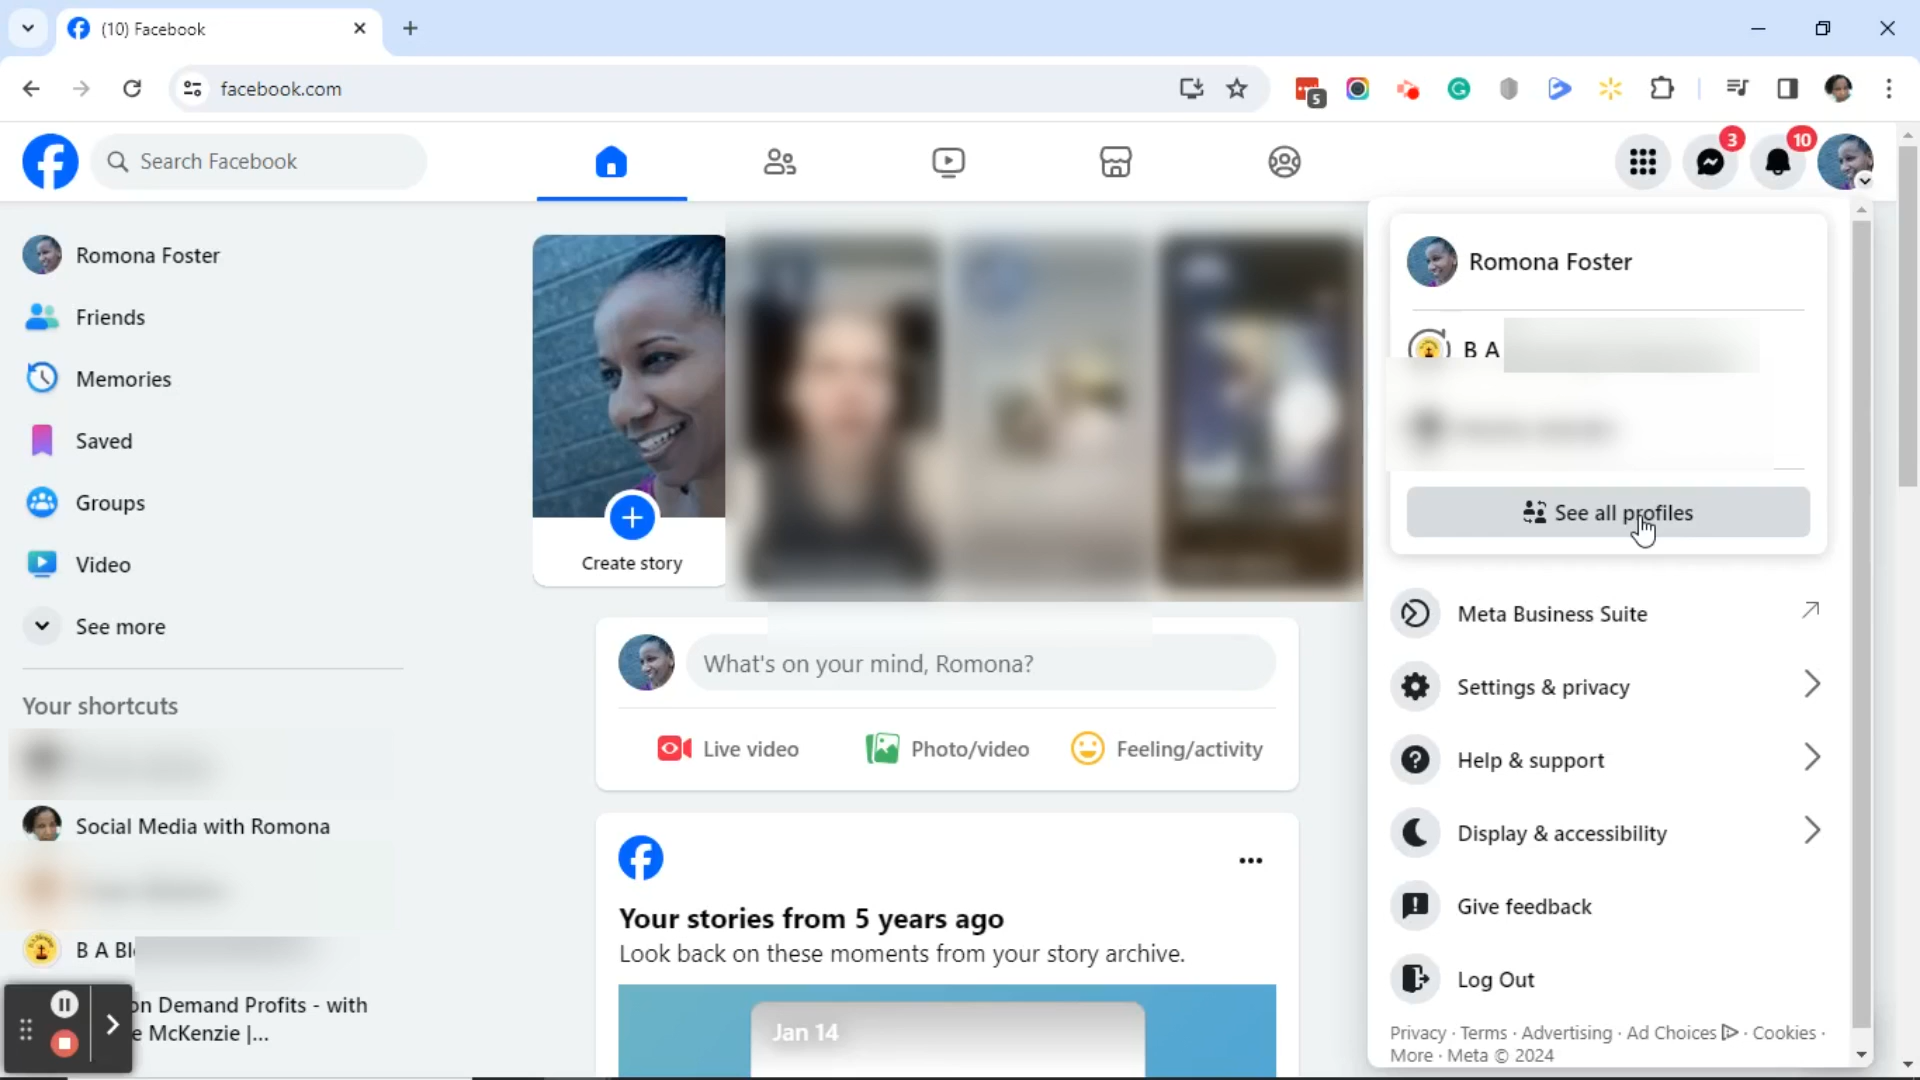 (10) Facebook
facebook.com
5
Search Facebook
3
10
Romona Foster
Friends
Memories
Saved
Groups
Video
See more
Your shortcuts
Social Media with Romona
B A Bl
on Demand Profits - with
e McKenzie |...
Create story
What's on your mind, Romona?
Live video
Photo/video
Feeling/activity
Your stories from 5 years ago
Look back on these moments from your story archive.
Jan 14
Romona Foster
B A
See all profiles
Meta Business Suite
Settings & privacy
Help & support
Display & accessibility
Give feedback
Log Out
Privacy · Terms · Advertising · Ad Choices · Cookies ·
More · Meta © 2024